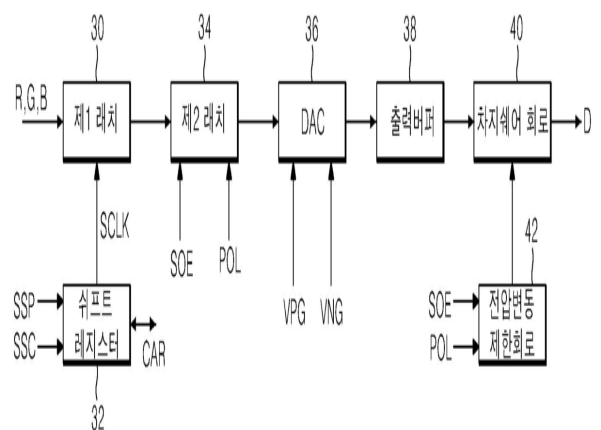 30
34
36
38
40
R,G,B
제1 래치
제2 래치
DAC
출력버퍼
차지쉐어 회로
D
SCLK
SOE
POL
VPG
VNG
42
SSP
SSC
쉬프트
레지스터
CAR
SOE
POL
전압변동
제한회로
32